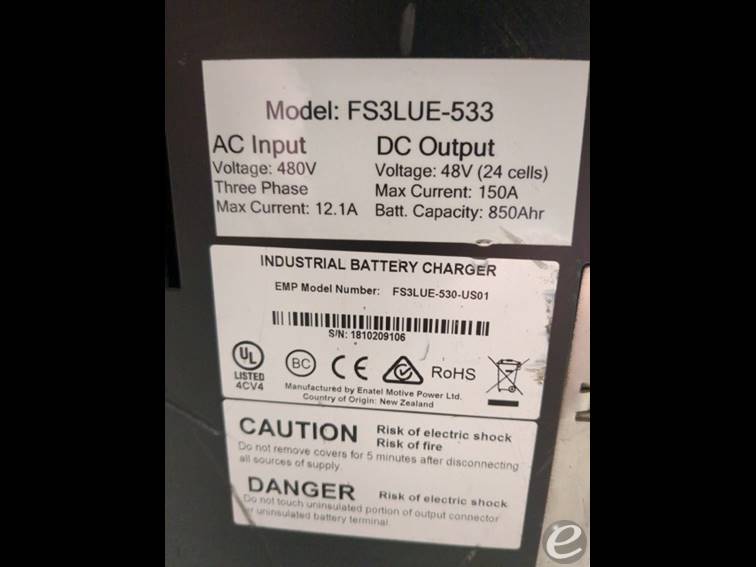 Model: FS3LUE-533
AC Input DC Output
Voltage: 480V Voltage: 48V (24 cells)
Three Phase Max Current: 150A
Max Current: 12.1A Batt. Capacity: 850Ahr
INDUSTRIAL BATTERY CHARGER
EMP Model Number: FS3LUE-530-US01
S/N: 1810209106
UL BC CE RoHS
LISTED
4CV4
Manufactured by Enatel Motive Power Ltd.
Country of Origin: New Zealand
CAUTION Risk of electric shock
Risk of fire
Do not remove covers for 5 minutes after disconnecting
all sources of supply
DANGER Risk of electric shock
Do not touch uninsulated portion of output connector
or uninsulated battery terminal.
e